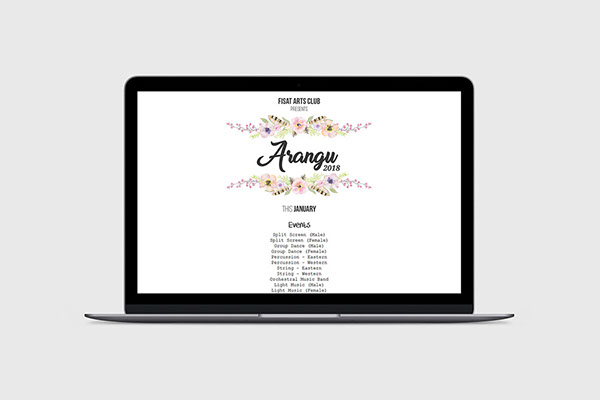 FISAT ARTS CLUB
PRESENTS
Arangu
2018
THIS JANUARY
Events
Split Screen (Male)
Split Screen (Female)
Group Dance (Male)
Group Dance (Female)
Percussion - Eastern
Percussion - Western
String - Eastern
String - Western
Orchestral Music Band
Light Music (Male)
Light Music (Female)